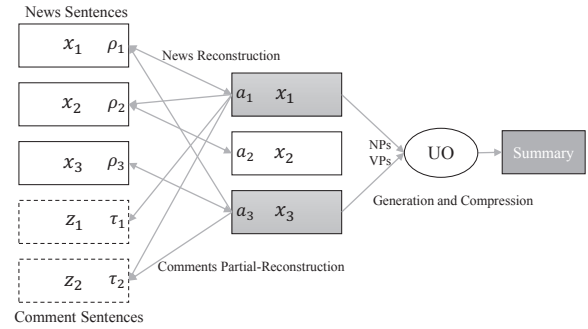 News Sentences
x₁ ρ₁
x₂ ρ₂
x₃ ρ₃
z₁ τ₁
z₂ τ₂
Comment Sentences
News Reconstruction
a₁ x₁
a₂ x₂
a₃ x₃
Comments Partial-Reconstruction
NPs
VPs
UO
Generation and Compression
Summary